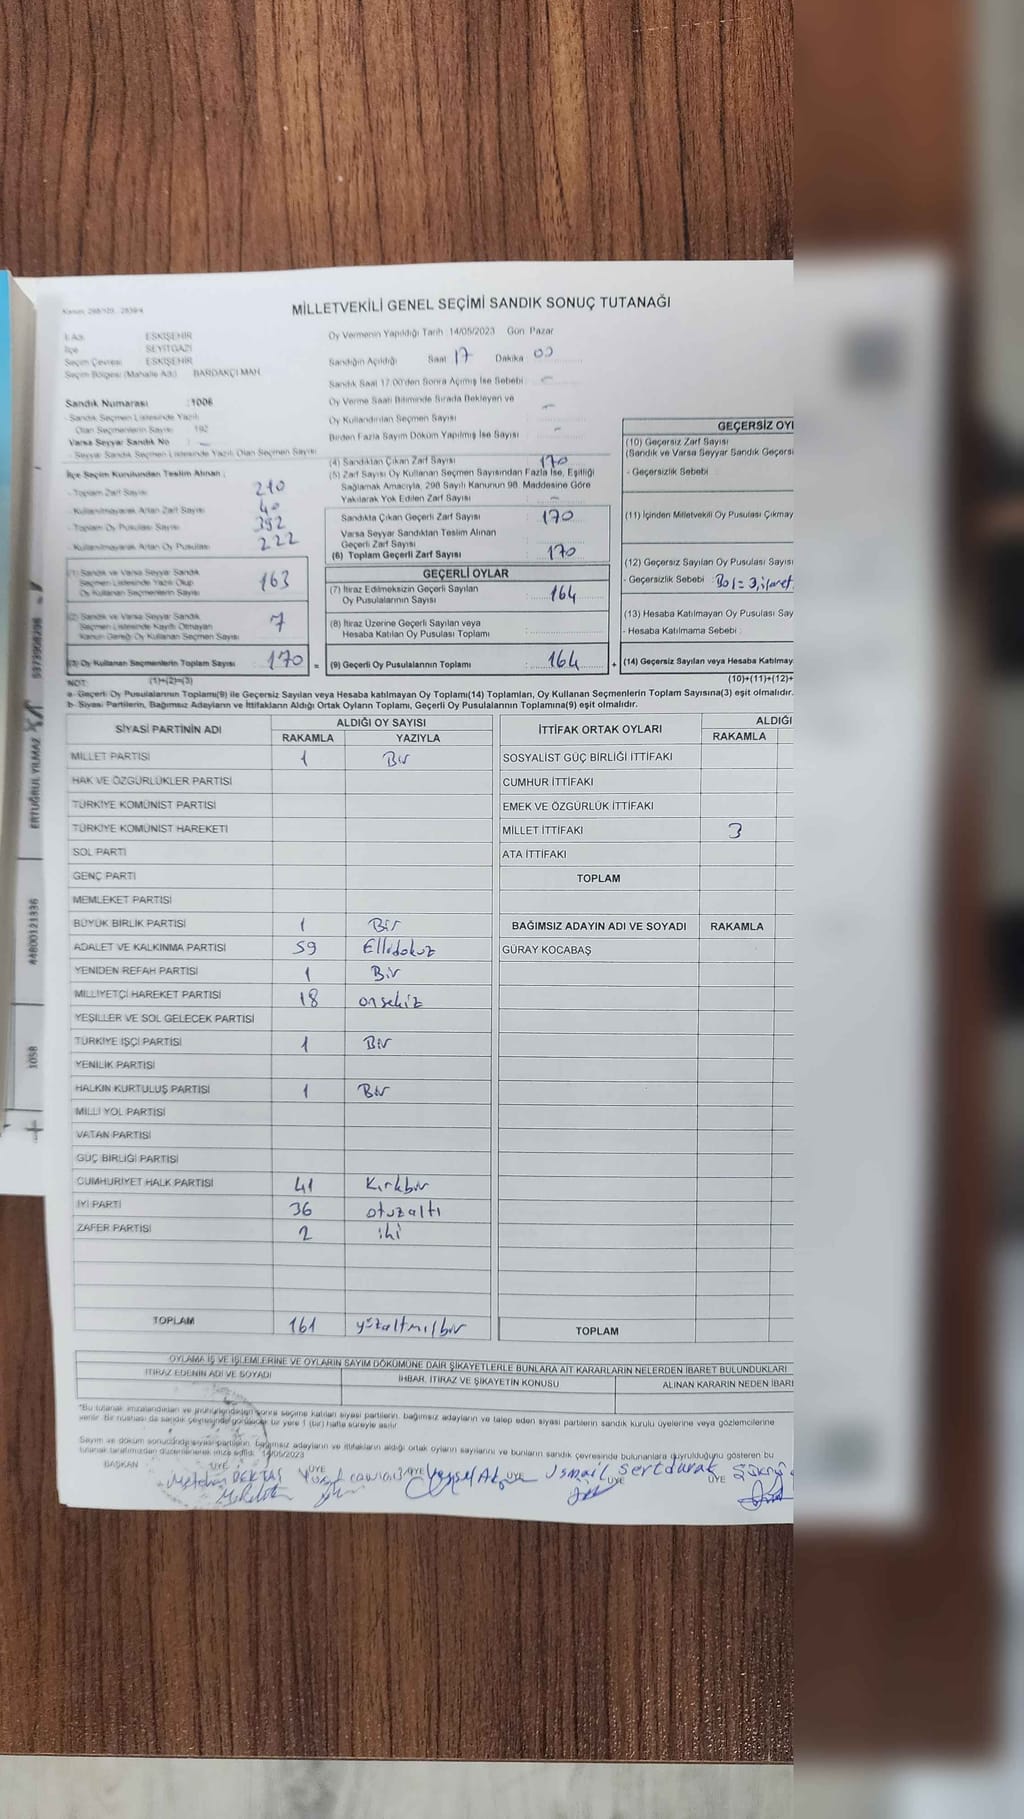 Kanun: 298/129, 2839/4
MİLLETVEKİLİ GENEL SEÇİMİ SANDIK SONUÇ TUTANAĞI
İl Adı ESKİŞEHİR
İlçe SEYİTGAZİ
Seçim Çevresi ESKİŞEHİR
Seçim Bölgesi (Mahalle Adı) BARDAKÇI MAH.
Sandık Numarası :1006
- Sandık Seçmen Listesinde Yazılı
Olan Seçmenlerin Sayısı 192
Varsa Seyyar Sandık No
- Seyyar Sandık Seçmen Listesinde Yazılı Olan Seçmen Sayısı
Oy Vermenin Yapıldığı Tarih :14/05/2023 Gün: Pazar
Sandığın Açıldığı Saat 17 Dakika 00
Sandık Saat 17.00'den Sonra Açılmış İse Sebebi : -
Oy Verme Saati Bitiminde Sırada Bekleyen ve
Oy Kullandırılan Seçmen Sayısı -
Birden Fazla Sayım Döküm Yapılmış İse Sayısı -
İlçe Seçim Kurulundan Teslim Alınan :
- Toplam Zarf Sayısı 210
- Kullanılmayarak Artan Zarf Sayısı 40
- Toplam Oy Pusulası Sayısı 392
- Kullanılmayarak Artan Oy Pusulası 222
(4) Sandıktan Çıkan Zarf Sayısı 170
(5) Zarf Sayısı Oy Kullanan Seçmen Sayısından Fazla İse, Eşitliği
Sağlamak Amacıyla, 298 Sayılı Kanunun 98. Maddesine Göre
Yakılarak Yok Edilen Zarf Sayısı -
Sandıkta Çıkan Geçerli Zarf Sayısı : 170
Varsa Seyyar Sandıktan Teslim Alınan
Geçerli Zarf Sayısı
(6) Toplam Geçerli Zarf Sayısı : 170
GEÇERSİZ OYL
(10) Geçersiz Zarf Sayısı
(Sandık ve Varsa Seyyar Sandık Geçersi
- Geçersizlik Sebebi
(11) İçinden Milletvekili Oy Pusulası Çıkmay
(12) Geçersiz Sayılan Oy Pusulası Sayısı
- Geçersizlik Sebebi : Boş = 3, işaret
(13) Hesaba Katılmayan Oy Pusulası Say
- Hesaba Katılmama Sebebi :
(14) Geçersiz Sayılan veya Hesaba Katılmay
(10)+(11)+(12)+
(1) Sandık ve Varsa Seyyar Sandık
Seçmen Listesinde Yazılı Olup
Oy Kullanan Seçmenlerin Sayısı 163
(2) Sandık ve Varsa Seyyar Sandık
Seçmen Listesinde Kayıtlı Olmayan
Kanun Gereği Oy Kullanan Seçmen Sayısı 7
(3) Oy Kullanan Seçmenlerin Toplam Sayısı : 170 =
(1)+(2)=(3)
GEÇERLİ OYLAR
(7) İtiraz Edilmeksizin Geçerli Sayılan
Oy Pusulalarının Sayısı : 164
(8) İtiraz Üzerine Geçerli Sayılan veya
Hesaba Katılan Oy Pusulası Toplamı :
(9) Geçerli Oy Pusulalarının Toplamı : 164 +
NOT:
a- Geçerli Oy Pusulalarının Toplamı(9) ile Geçersiz Sayılan veya Hesaba katılmayan Oy Toplamı(14) Toplamları, Oy Kullanan Seçmenlerin Toplam Sayısına(3) eşit olmalıdır.
b- Siyasi Partilerin, Bağımsız Adayların ve İttifakların Aldığı Ortak Oyların Toplamı, Geçerli Oy Pusulalarının Toplamına(9) eşit olmalıdır.
SİYASİ PARTİNİN ADI ALDIĞI OY SAYISI
RAKAMLA YAZIYLA
MİLLET PARTİSİ 1 Bir
HAK VE ÖZGÜRLÜKLER PARTİSİ
TÜRKİYE KOMÜNİST PARTİSİ
TÜRKİYE KOMÜNİST HAREKETİ
SOL PARTİ
GENÇ PARTİ
MEMLEKET PARTİSİ
BÜYÜK BİRLİK PARTİSİ 1 Bir
ADALET VE KALKINMA PARTİSİ 59 Ellidokuz
YENİDEN REFAH PARTİSİ 1 Bir
MİLLİYETÇİ HAREKET PARTİSİ 18 onsekiz
YEŞİLLER VE SOL GELECEK PARTİSİ
TÜRKİYE İŞÇİ PARTİSİ 1 Bir
YENİLİK PARTİSİ
HALKIN KURTULUŞ PARTİSİ 1 Bir
MİLLİ YOL PARTİSİ
VATAN PARTİSİ
GÜÇ BİRLİĞİ PARTİSİ
CUMHURİYET HALK PARTİSİ 41 Kırkbir
İYİ PARTİ 36 otuzaltı
ZAFER PARTİSİ 2 iki
TOPLAM 161 yüzaltmışbir
İTTİFAK ORTAK OYLARI ALDIĞI
RAKAMLA
SOSYALİST GÜÇ BİRLİĞİ İTTİFAKI
CUMHUR İTTİFAKI
EMEK VE ÖZGÜRLÜK İTTİFAKI
MİLLET İTTİFAKI 3
ATA İTTİFAKI
TOPLAM
BAĞIMSIZ ADAYIN ADI VE SOYADI RAKAMLA
GÜRAY KOCABAŞ
TOPLAM
OYLAMA İŞ VE İŞLEMLERİNE VE OYLARIN SAYIM DÖKÜMÜNE DAİR ŞİKAYETLERLE BUNLARA AİT KARARLARIN NELERDEN İBARET BULUNDUKLARI
İTİRAZ EDENİN ADI VE SOYADI İHBAR, İTİRAZ VE ŞİKAYETİN KONUSU ALINAN KARARIN NEDEN İBARE
*Bu tutanak imzalandıktan ve mühürlendikten sonra seçime katılan siyasi partilerin, bağımsız adayların ve talep eden siyasi partilerin sandık kurulu üyelerine veya gözlemcilerine
verilir. Bir nüshası da sandık çevresinde görülecek bir yere 1 (bir) hafta süreyle asılır.
Sayım ve döküm sonucunda siyasi partilerin, bağımsız adayların ve ittifakların aldığı ortak oyların sayılarını ve bunların sandık çevresinde bulunanlara duyurulduğunu gösteren bu
tutanak tarafımızdan düzenlenerek imza edildi. 14/05/2023
BAŞKAN ÜYE ÜYE ÜYE ÜYE ÜYE ÜYE
DEKTAŞ İsmail Sertdurak Şükrü
ERTUĞRUL YILMAZ
44800121336
1058